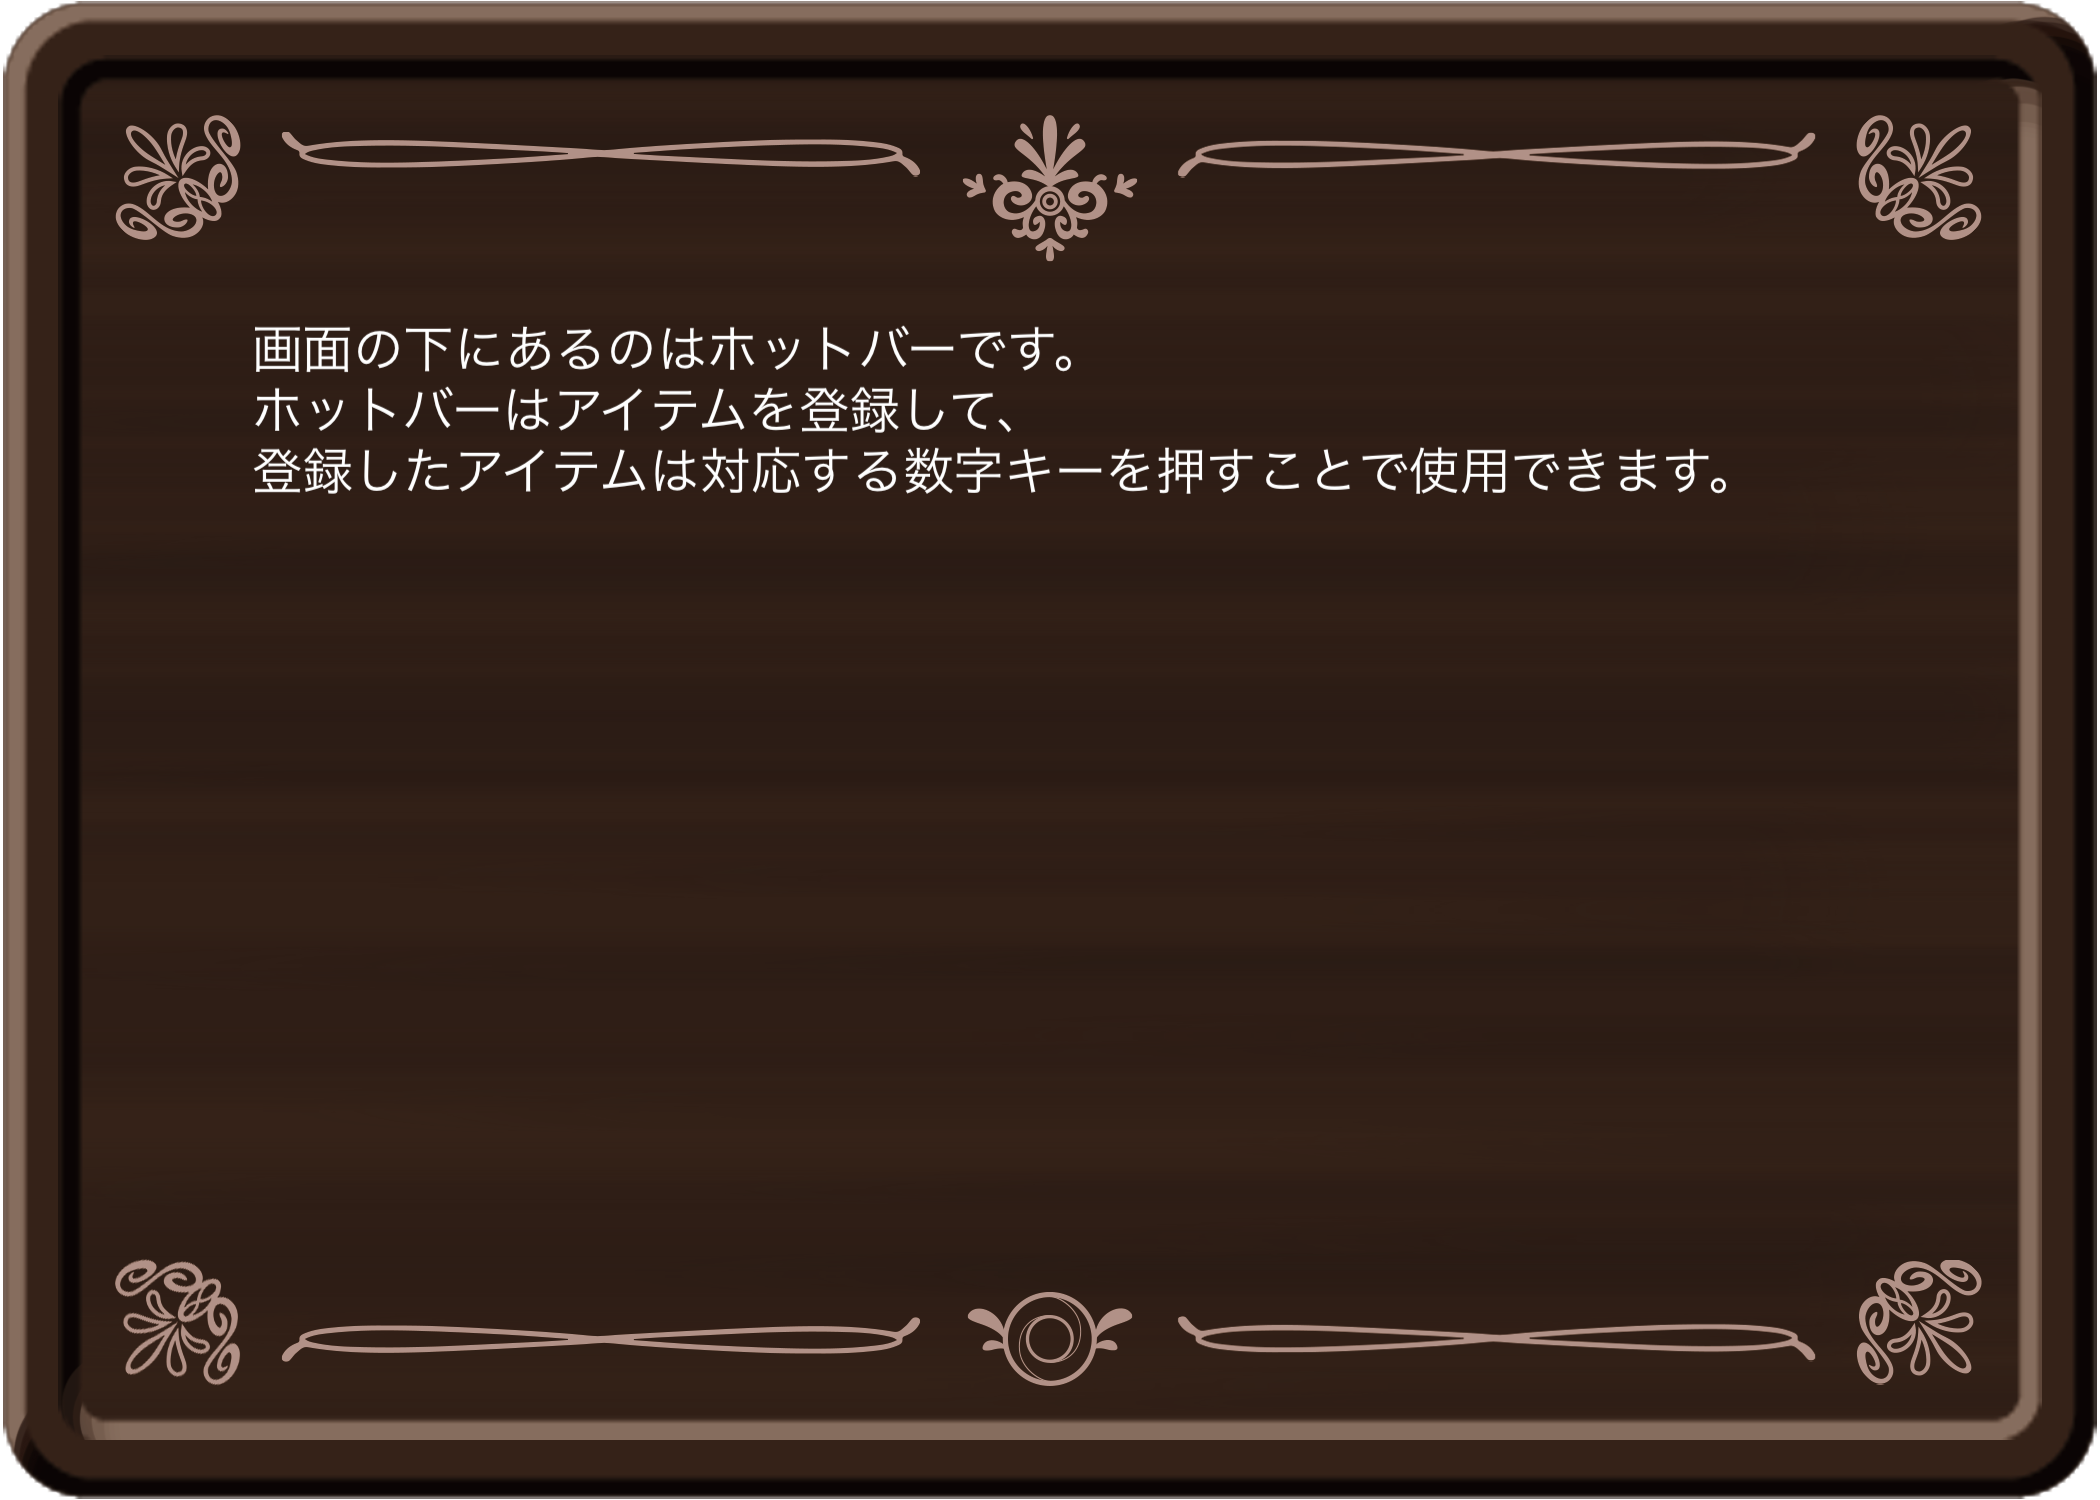 画面の下にあるのはホットバーです。
ホットバーはアイテムを登録して、
登録したアイテムは対応する数字キーを押すことで使用できます。